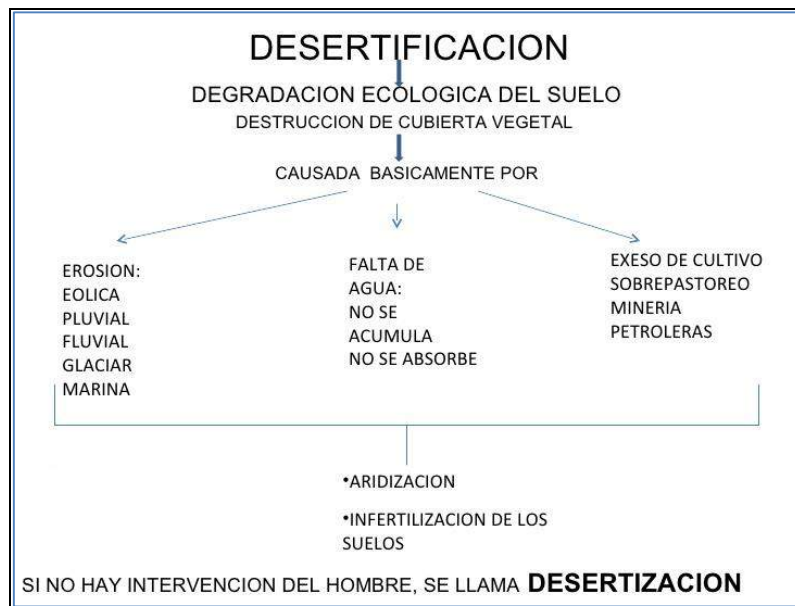 DESERTIFICACION
DEGRADACION ECOLOGICA DEL SUELO
DESTRUCCION DE CUBIERTA VEGETAL
CAUSADA BASICAMENTE POR
EROSION:
EOLICA
PLUVIAL
FLUVIAL
GLACIAR
MARINA
FALTA DE
AGUA:
NO SE
ACUMULA
NO SE ABSORBE
EXESO DE CULTIVO
SOBREPASTOREO
MINERIA
PETROLERAS
•ARIDIZACION
•INFERTILIZACION DE LOS
SUELOS
SI NO HAY INTERVENCION DEL HOMBRE, SE LLAMA DESERTIZACION